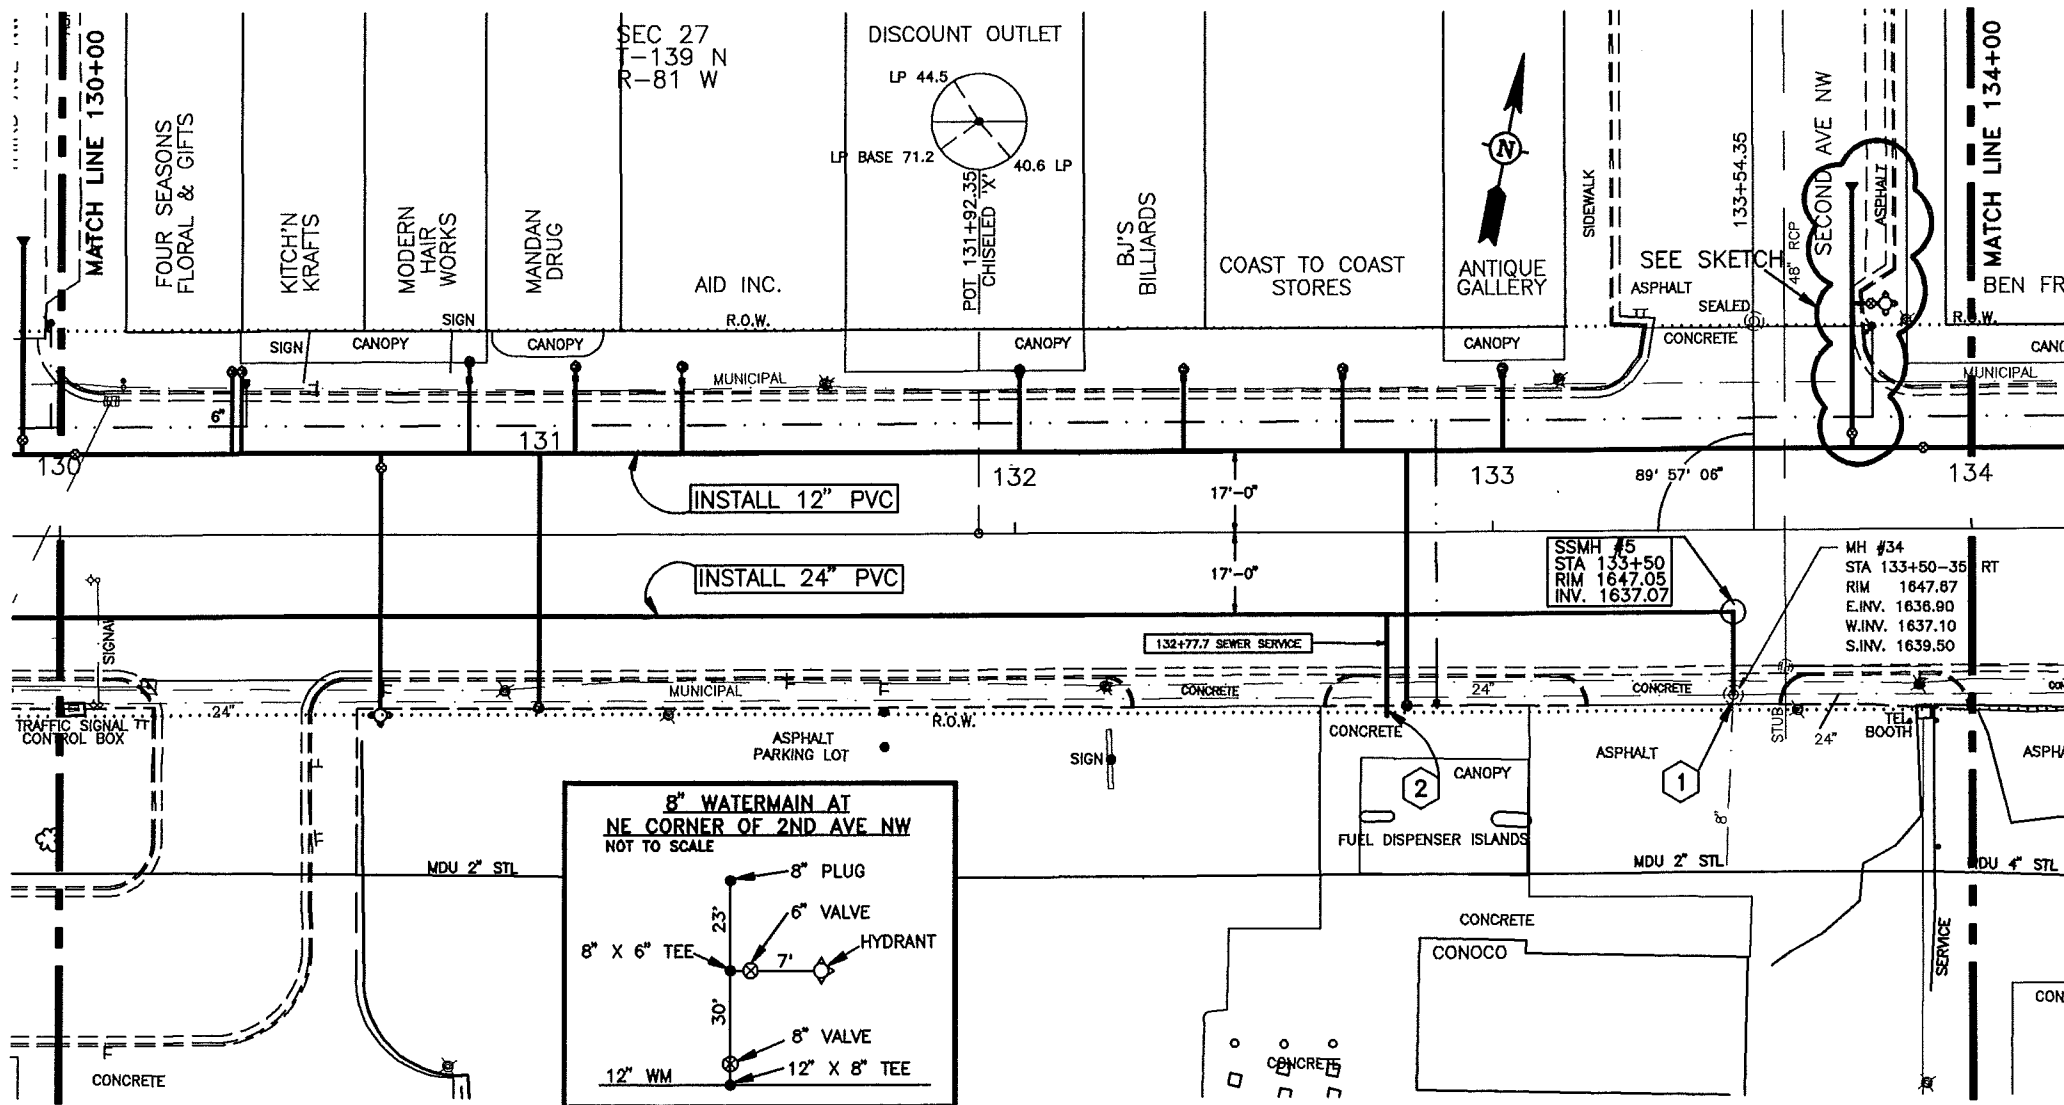 MATCH LINE 130+00
FOUR SEASONS
FLORAL & GIFTS
KITCH'N
KRAFTS
MODERN
HAIR
WORKS
MANDAN
DRUG
SEC 27
T-139 N
R-81 W
AID INC.
DISCOUNT OUTLET
LP 44.5
LP BASE 71.2
40.6 LP
POT 131+92.35
CHISELED 'X'
BJ'S
BILLIARDS
COAST TO COAST
STORES
N
ANTIQUE
GALLERY
SIDEWALK
133+54.35
SECOND AVE NW
ASPHALT
MATCH LINE 134+00
SEE SKETCH
48" RCP
ASPHALT
SEALED
BEN FR
SIGN
R.O.W.
R.O.W.
SIGN
CANOPY
CANOPY
CANOPY
CANOPY
CONCRETE
CANO
MUNICIPAL
MUNICIPAL
6"
130
131
132
133
134
89' 57' 06"
INSTALL 12" PVC
17'-0"
17'-0"
INSTALL 24" PVC
SSMH #5
STA 133+50
RIM 1647.05
INV. 1637.07
MH #34
STA 133+50-35 RT
RIM 1647.87
E.INV. 1636.90
W.INV. 1637.10
S.INV. 1639.50
SIGNAL
132+77.7 SEWER SERVICE
MUNICIPAL
CONCRETE
24"
CONCRETE
24"
TRAFFIC SIGNAL
CONTROL BOX
R.O.W.
ASPHALT
PARKING LOT
SIGN
CONCRETE
CANOPY
2
ASPHALT
1
STUB
24"
TEL
BOOTH
ASPHA
8"
FUEL DISPENSER ISLANDS
MDU 2" STL
MDU 2" STL
MDU 4" STL
8" WATERMAIN AT
NE CORNER OF 2ND AVE NW
NOT TO SCALE
8" PLUG
23'
6" VALVE
8" X 6" TEE
7'
HYDRANT
30'
8" VALVE
12" WM
12" X 8" TEE
CONCRETE
CONOCO
SERVICE
CON
CONCRETE
CONCRETE